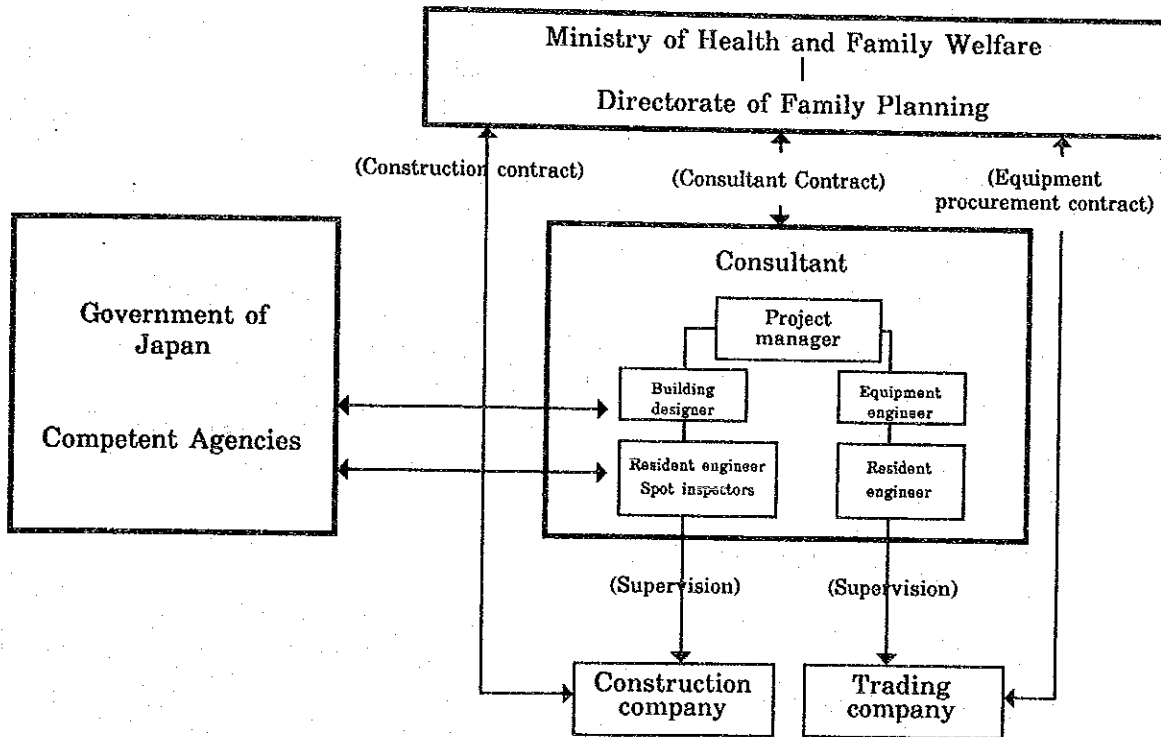 Ministry of Health and Family Welfare
Directorate of Family Planning
(Construction contract)
(Consultant Contract)
(Equipment
procurement contract)
Government of
Japan
Competent Agencies
Consultant
Project
manager
Building
designer
Equipment
engineer
Resident engineer
Spot inspectors
Resident
engineer
(Supervision)
(Supervision)
Construction
company
Trading
company